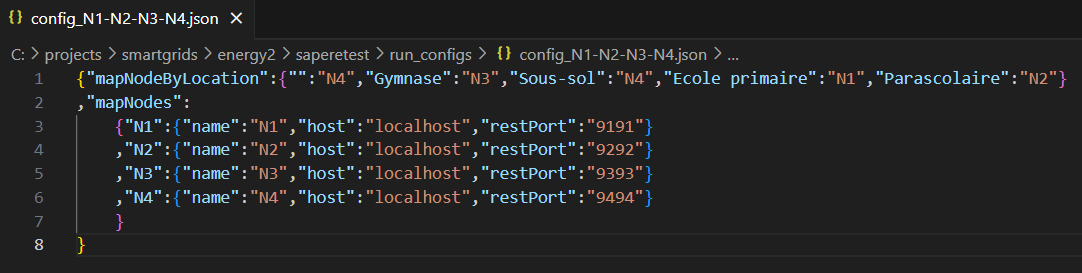 {} config_N1-N2-N3-N4.json ×
C: > projects > smartgrids > energy2 > saperetest > run_configs > {} config_N1-N2-N3-N4.json > ...
1 {"mapNodeByLocation":{"":"N4","Gymnase":"N3","Sous-sol":"N4","Ecole primaire":"N1","Parascolaire":"N2"}
2 ,"mapNodes":
3 {"N1":{"name":"N1","host":"localhost","restPort":"9191"}
4 ,"N2":{"name":"N2","host":"localhost","restPort":"9292"}
5 ,"N3":{"name":"N3","host":"localhost","restPort":"9393"}
6 ,"N4":{"name":"N4","host":"localhost","restPort":"9494"}
7 }
8 }